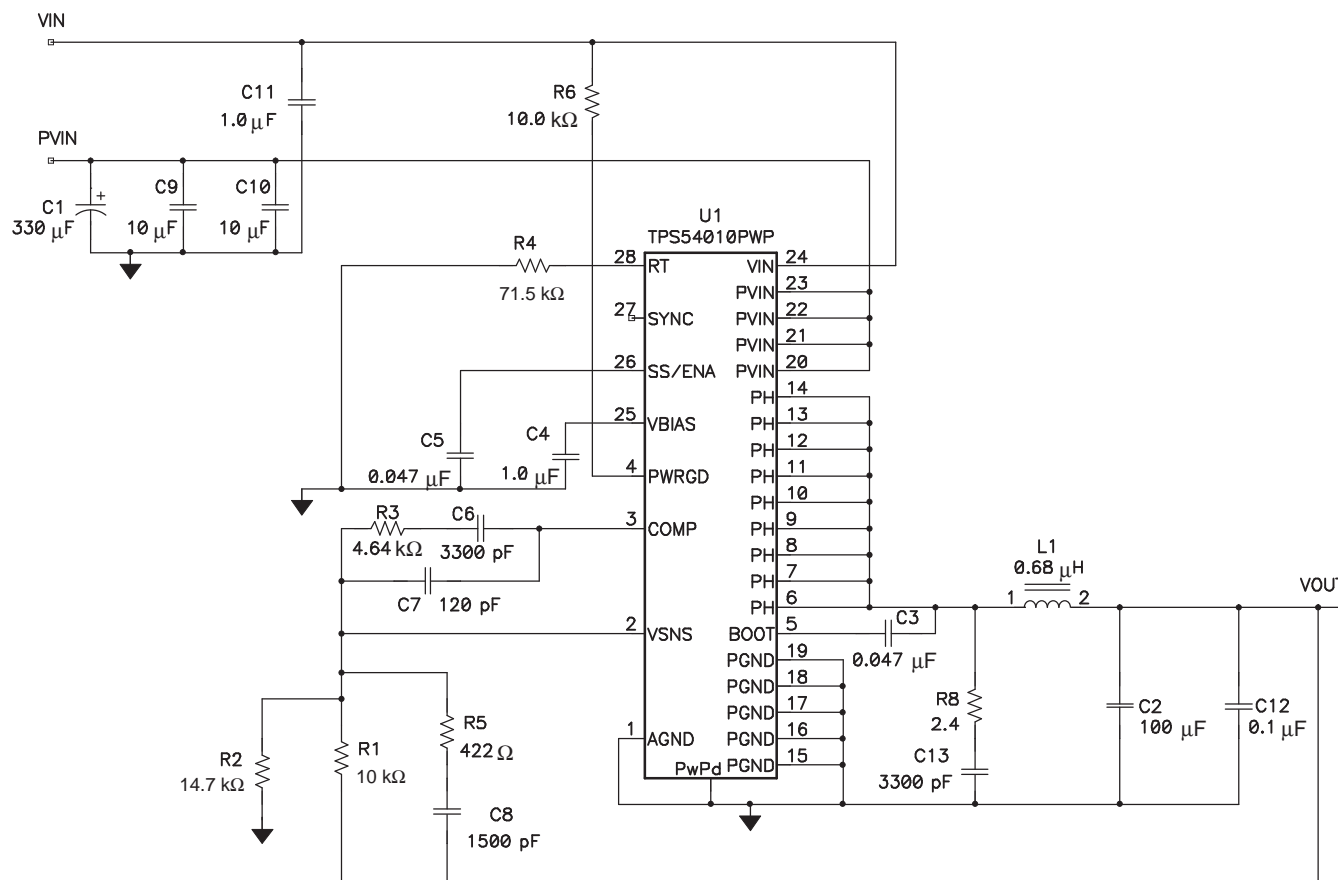 VIN
C11
1.0 µF
R6
10.0 kΩ
PVIN
C1
330 µF
+
C9
10 µF
C10
10 µF
U1
TPS54010PWP
R4
71.5 kΩ
28 RT VIN 24
PVIN 23
27 SYNC PVIN 22
PVIN 21
26 SS/ENA PVIN 20
PH 14
25 VBIAS PH 13
PH 12
4 PWRGD PH 11
PH 10
3 COMP PH 9
PH 8
PH 7
PH 6
2 VSNS BOOT 5
PGND 19
PGND 18
PGND 17
1 AGND PGND 16
PwPd PGND 15
C5
0.047 µF
C4
1.0 µF
R3
4.64 kΩ
C6
3300 pF
C7
120 pF
L1
0.68 µH
1 2
VOUT
C3
0.047 µF
R8
2.4
C13
3300 pF
C2
100 µF
C12
0.1 µF
R2
14.7 kΩ
R1
10 kΩ
R5
422 Ω
C8
1500 pF